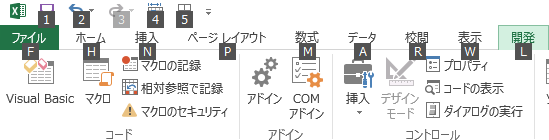 1 2 3 4 5
ファイル ホーム 挿入 ページ レイアウト 数式 データ 校閲 表示 開発
F H N P M A R W L
Visual Basic マクロ マクロの記録 アドイン COM アドイン 挿入 デザイン モード プロパティ
相対参照で記録 コードの表示
マクロのセキュリティ ダイアログの実行
コード アドイン コントロール